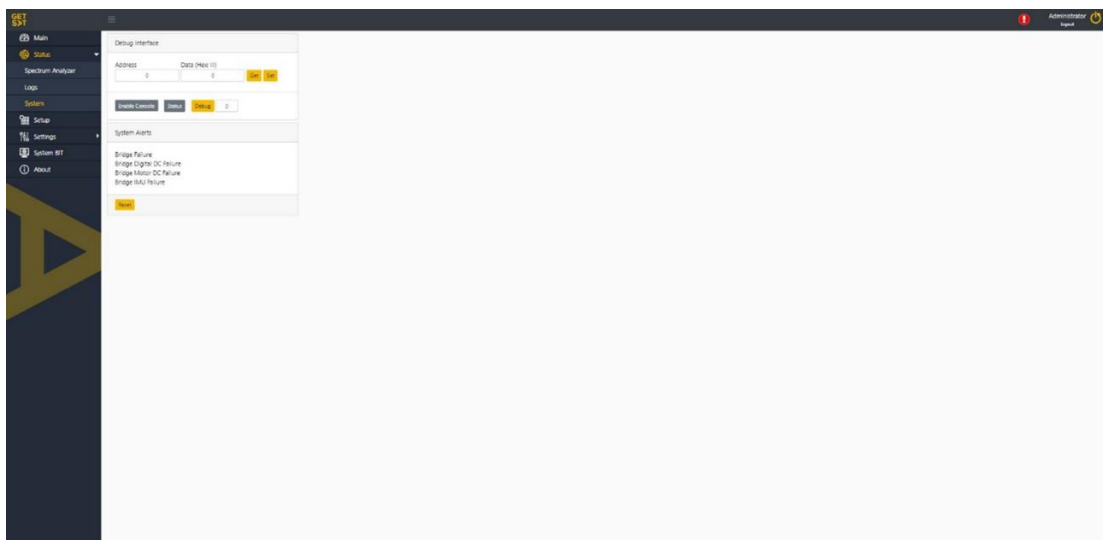 GET
SAT
Administrator
logout
Main
Status
Spectrum Analyzer
Logs
System
Setup
Settings
System BIT
About
Debug Interface
Address Data (Hex)
0 0 Get Set
Enable Console Status Debug 0
System Alerts
Bridge Failure
Bridge Digital DC Failure
Bridge Motor DC Failure
Bridge IMU Failure
Reset